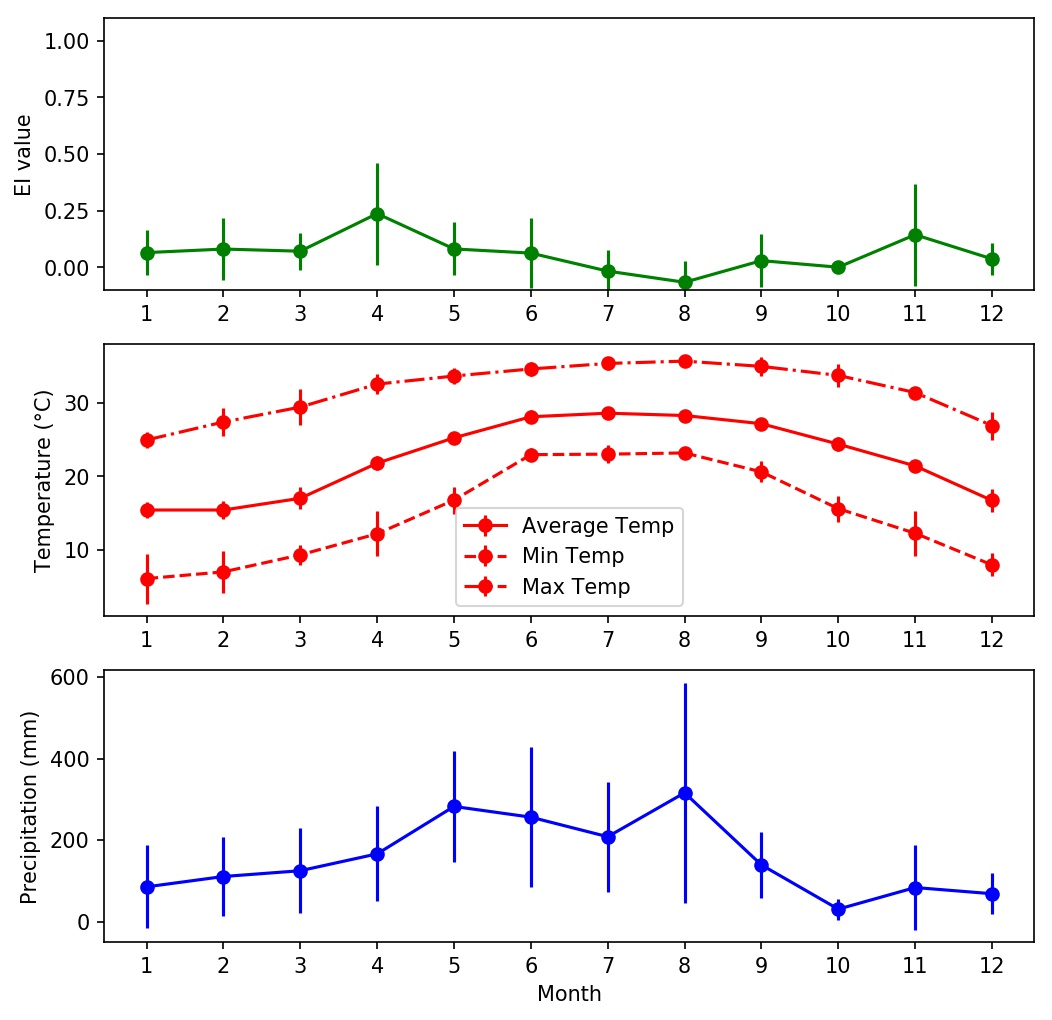 EI value
1.00
0.75
0.50
0.25
0.00
1 2 3 4 5 6 7 8 9 10 11 12
Temperature (°C)
30
20
10
Average Temp
Min Temp
Max Temp
1 2 3 4 5 6 7 8 9 10 11 12
Precipitation (mm)
600
400
200
0
1 2 3 4 5 6 7 8 9 10 11 12
Month